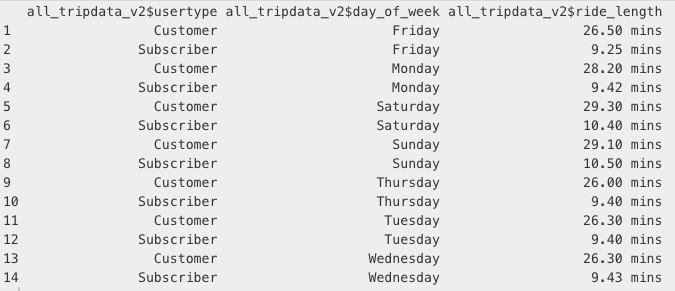 all_tripdata_v2$usertype all_tripdata_v2$day_of_week all_tripdata_v2$ride_length
1 Customer Friday 26.50 mins
2 Subscriber Friday 9.25 mins
3 Customer Monday 28.20 mins
4 Subscriber Monday 9.42 mins
5 Customer Saturday 29.30 mins
6 Subscriber Saturday 10.40 mins
7 Customer Sunday 29.10 mins
8 Subscriber Sunday 10.50 mins
9 Customer Thursday 26.00 mins
10 Subscriber Thursday 9.40 mins
11 Customer Tuesday 26.30 mins
12 Subscriber Tuesday 9.40 mins
13 Customer Wednesday 26.30 mins
14 Subscriber Wednesday 9.43 mins